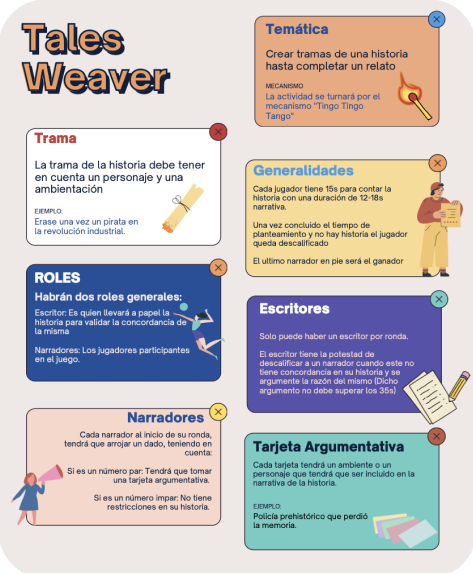 Tales
Weaver
Temática
Crear tramas de una historia
hasta completar un relato
MECANISMO
La actividad se turnará por el
mecanismo "Tingo Tingo
Tango"
Trama
La trama de la historia debe tener
en cuenta un personaje y una
ambientación
EJEMPLO:
Erase una vez un pirata en
la revolución industrial.
Generalidades
Cada jugador tiene 15s para contar la
historia con una duración de 12-18s
narrativa.
Una vez concluido el tiempo de
planteamiento y no hay historia el jugador
queda descalificado
El ultimo narrador en pie será el ganador
ROLES
Habrán dos roles generales:
Escritor: Es quien llevará a papel la
historia para validar la concordancia de
la misma
Narradores: Los jugadores participantes
en el juego.
Escritores
Solo puede haber un escritor por ronda.
El escritor tiene la potestad de
descalificar a un narrador cuando este no
tiene concordancia en su historia y se
argumente la razón del mismo (Dicho
argumento no debe superar los 35s)
Narradores
Cada narrador al inicio de su ronda,
tendrá que arrojar un dado, teniendo en
cuenta:
Si es un número par: Tendrá que tomar
una tarjeta argumentativa.
Si es un número impar: No tiene
restricciones en su historia.
Tarjeta Argumentativa
Cada tarjeta tendrá un ambiente o un
personaje que tendrá que ser incluido en la
narrativa de la historia.
EJEMPLO:
Policía prehistórico que perdió
la memoria.